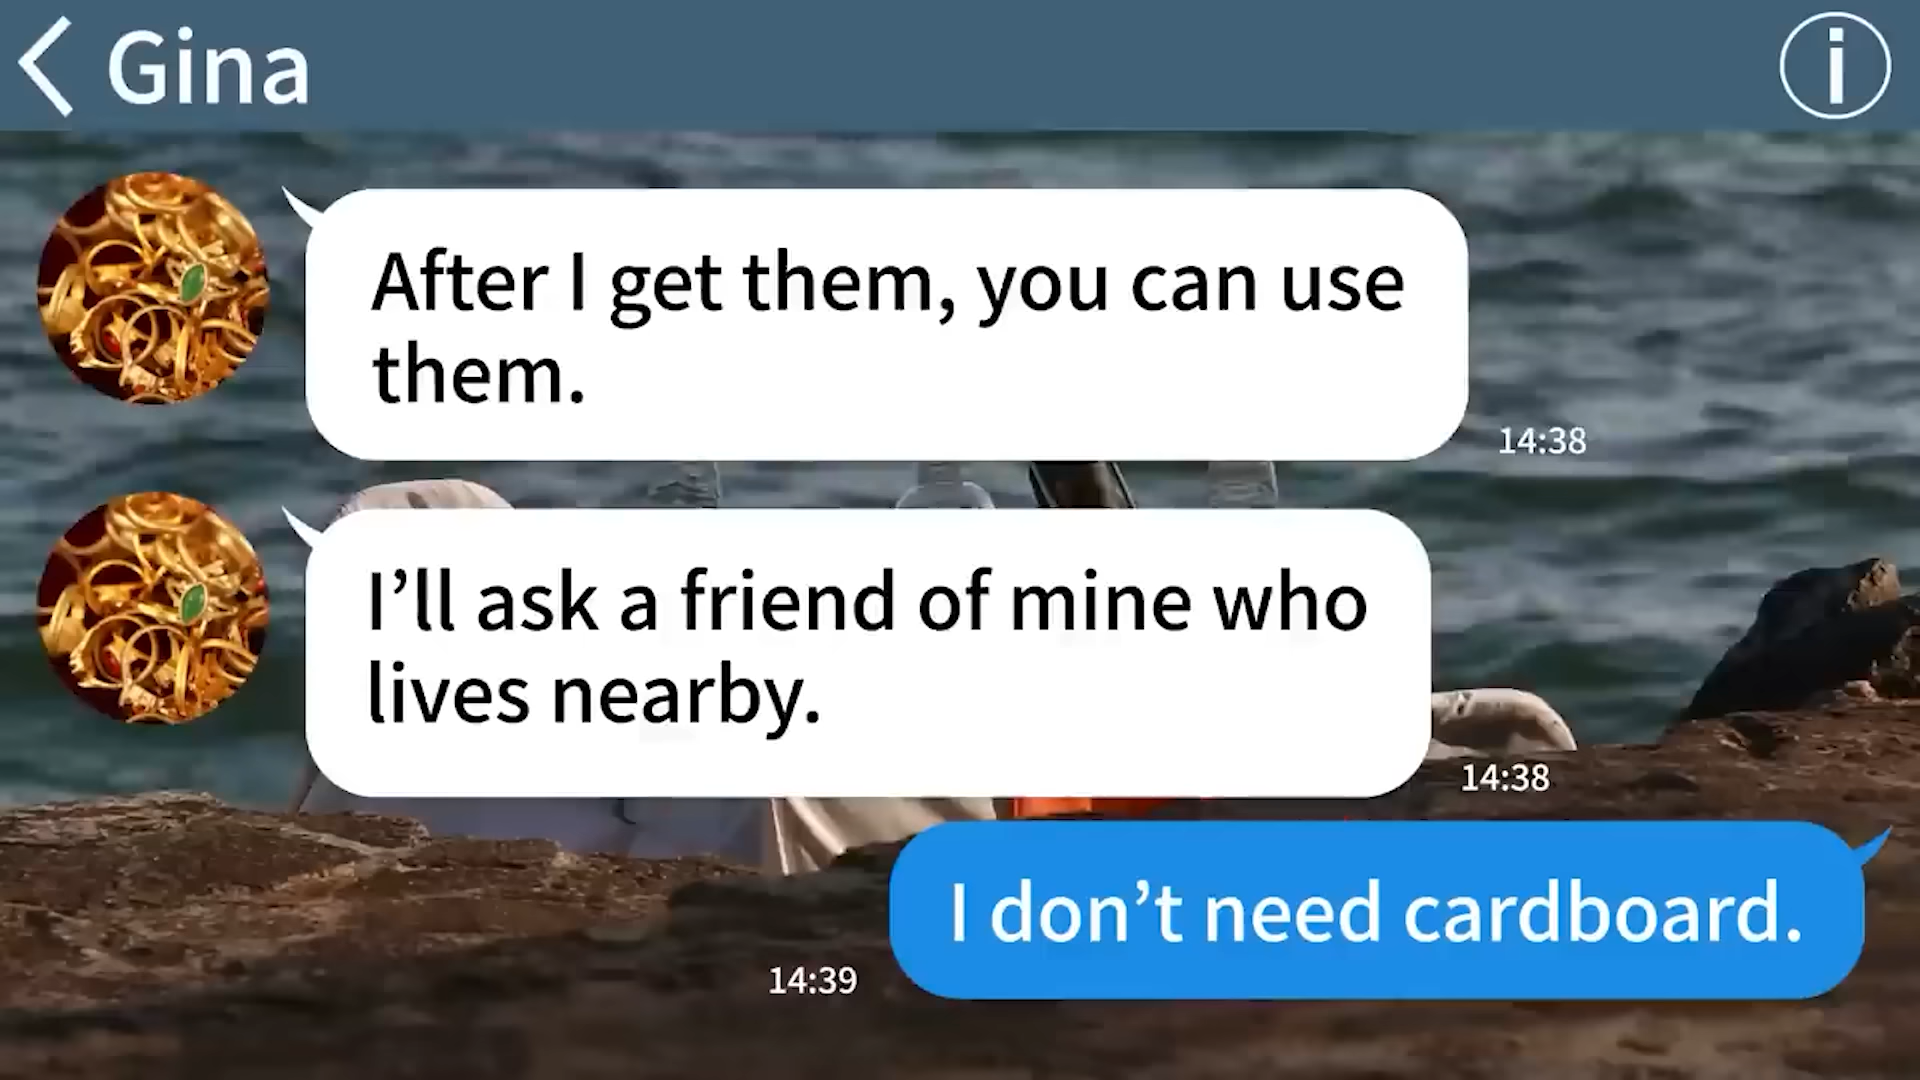 Gina
After I get them, you can use
them.
14:38
I’ll ask a friend of mine who
lives nearby.
14:38
I don’t need cardboard.
14:39